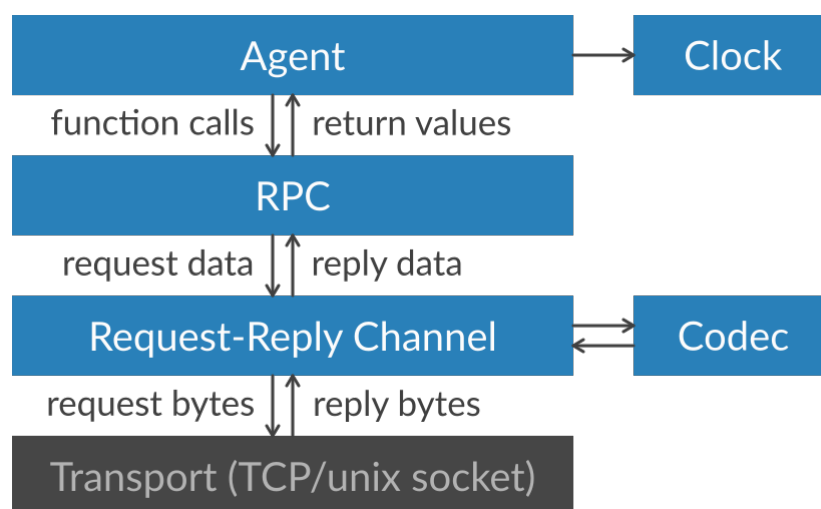 Agent
Clock
function calls
return values
RPC
request data
reply data
Request-Reply Channel
Codec
request bytes
reply bytes
Transport (TCP/unix socket)